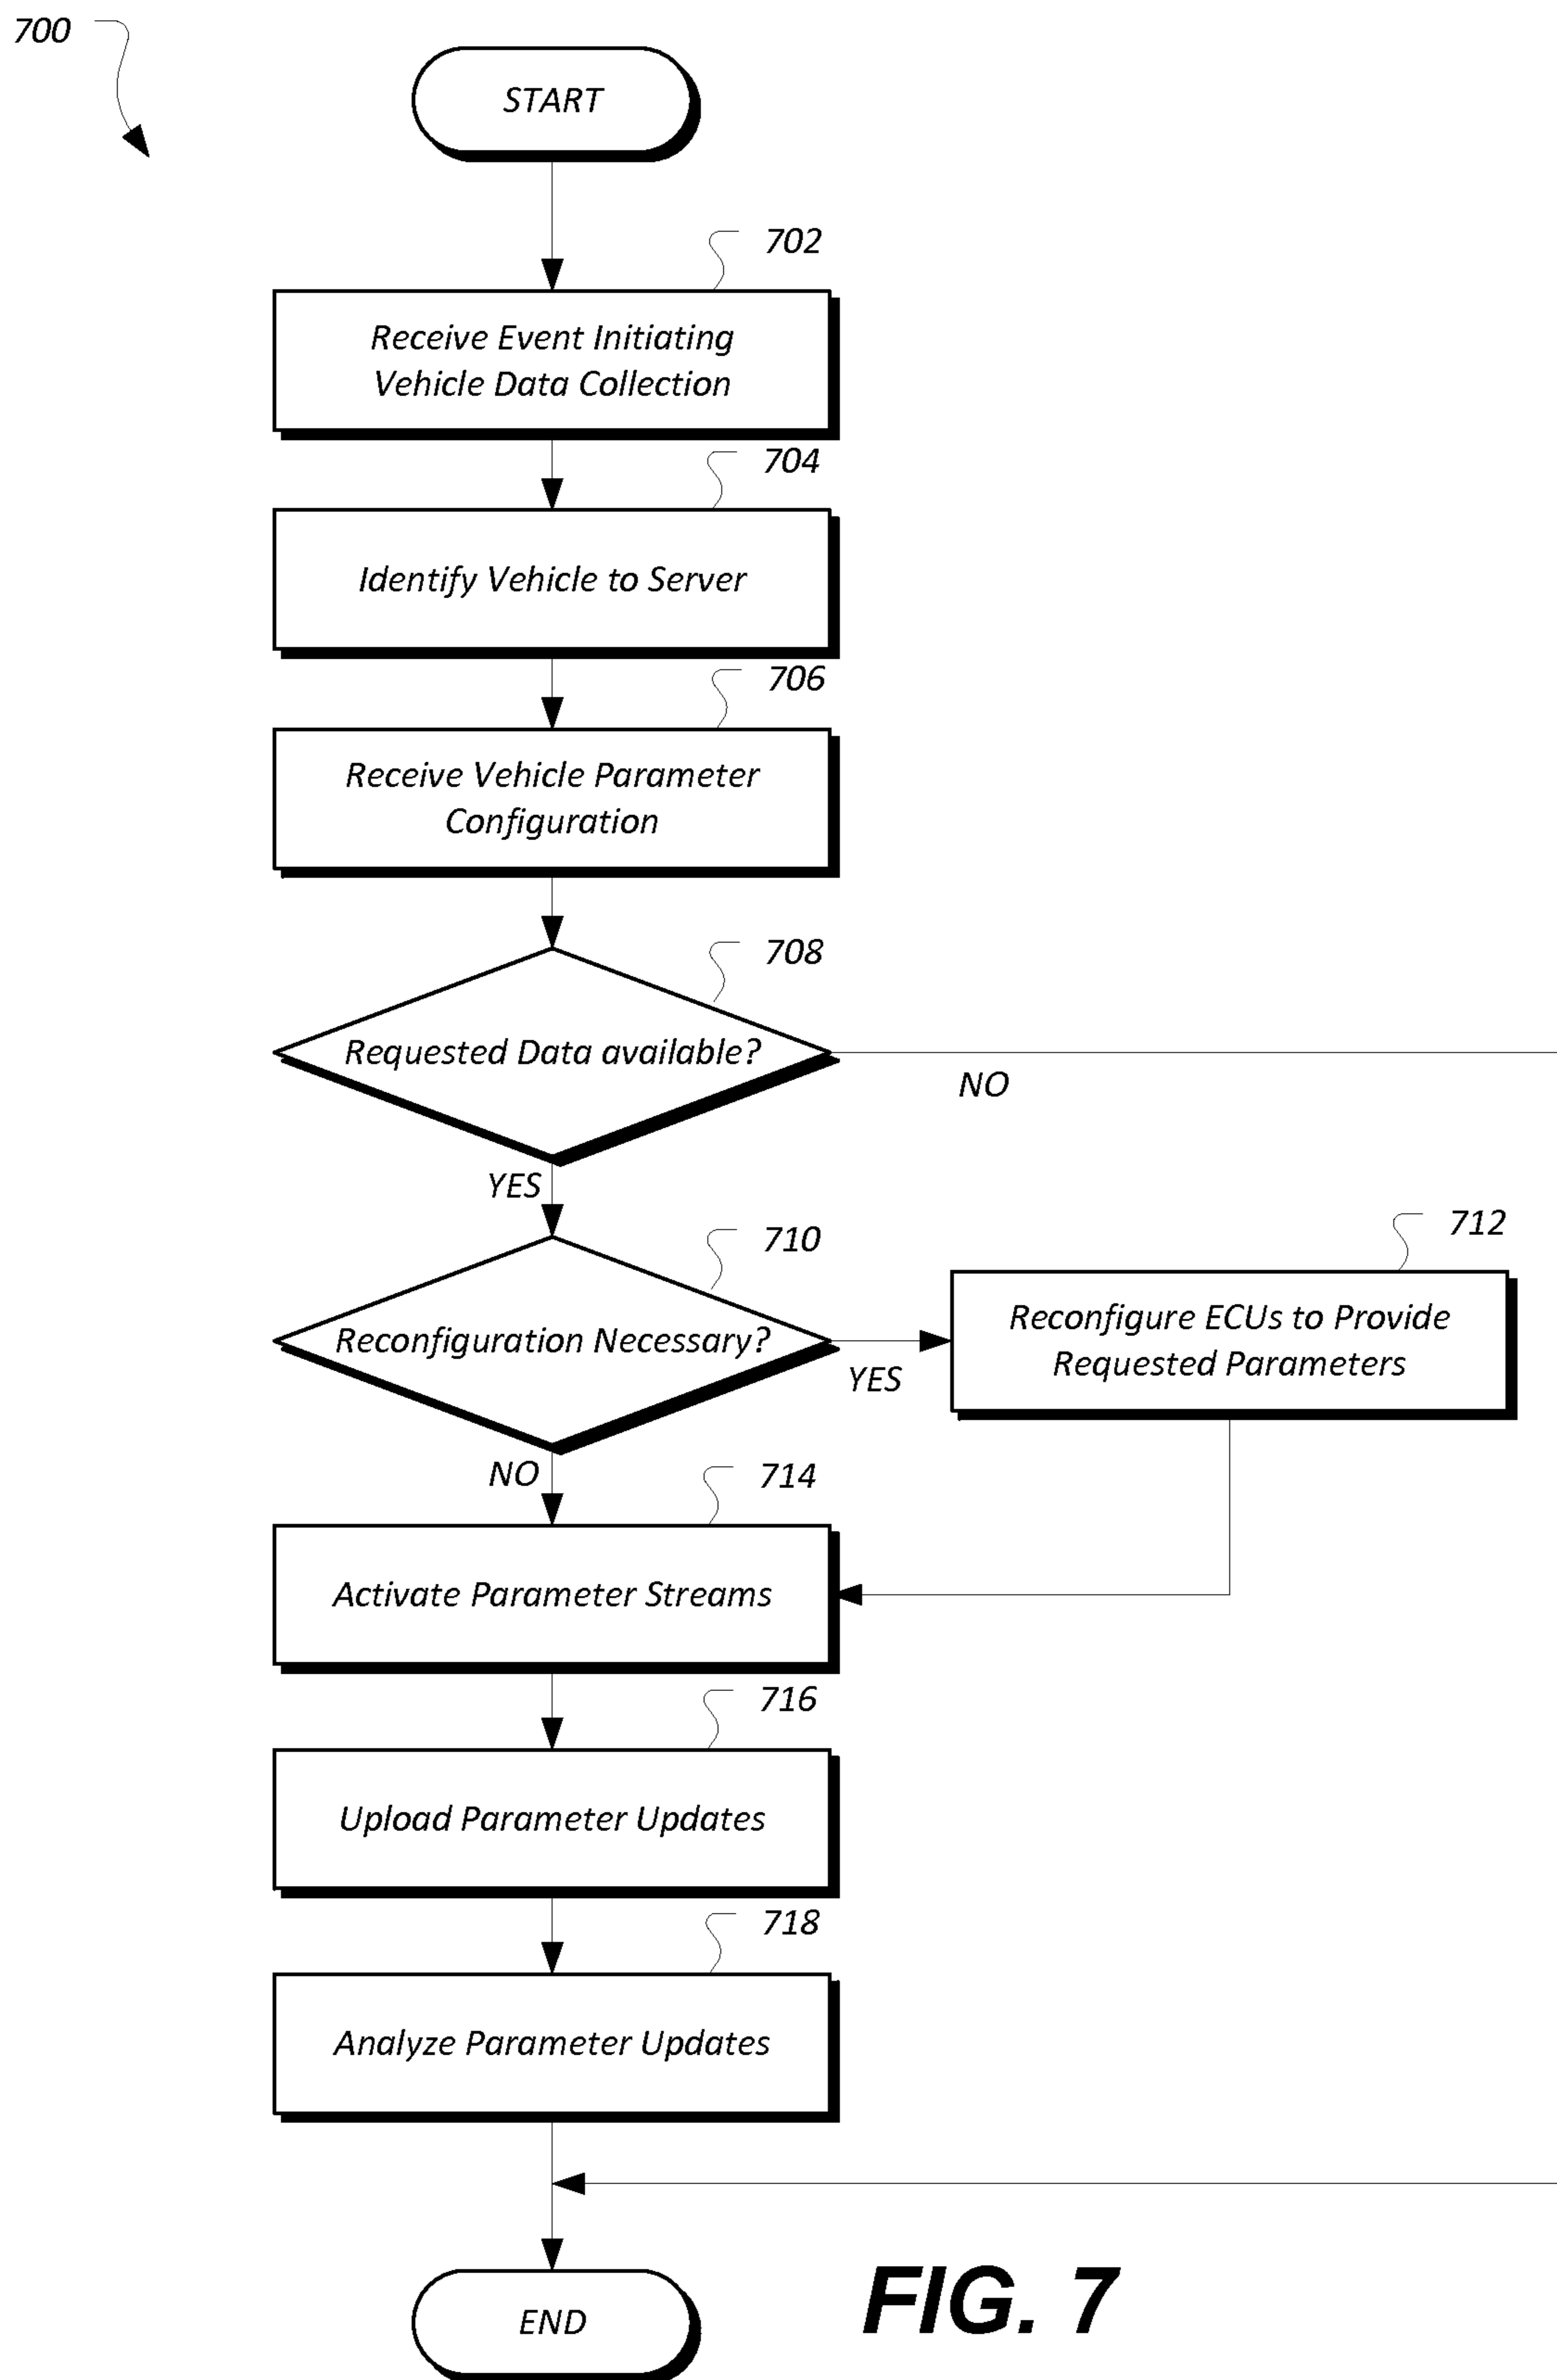 700
START
702
Receive Event Initiating
Vehicle Data Collection
704
Identify Vehicle to Server
706
Receive Vehicle Parameter
Configuration
708
Requested Data available?
NO
YES
710
Reconfiguration Necessary?
YES
712
Reconfigure ECUs to Provide
Requested Parameters
NO
714
Activate Parameter Streams
716
Upload Parameter Updates
718
Analyze Parameter Updates
END
FIG. 7